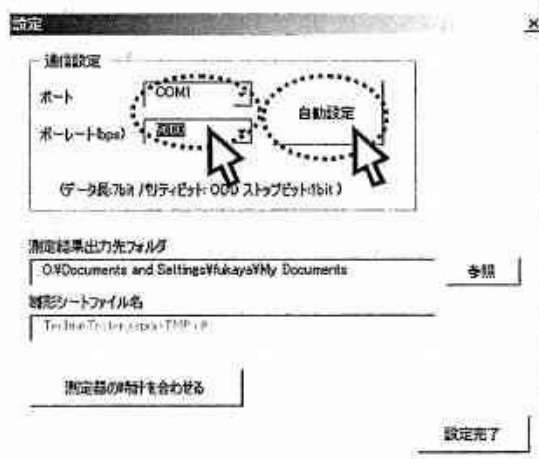 設定
通信設定
ポート COM1
ボーレート(bps)
自動設定
(データ長:7bit パリティビット: ODD ストップビット:1bit )
測定結果出力先フォルダ
O:¥Documents and Settings¥fukaya¥My Documents
参照
雛形シートファイル名
測定器の時計を合わせる
設定完了